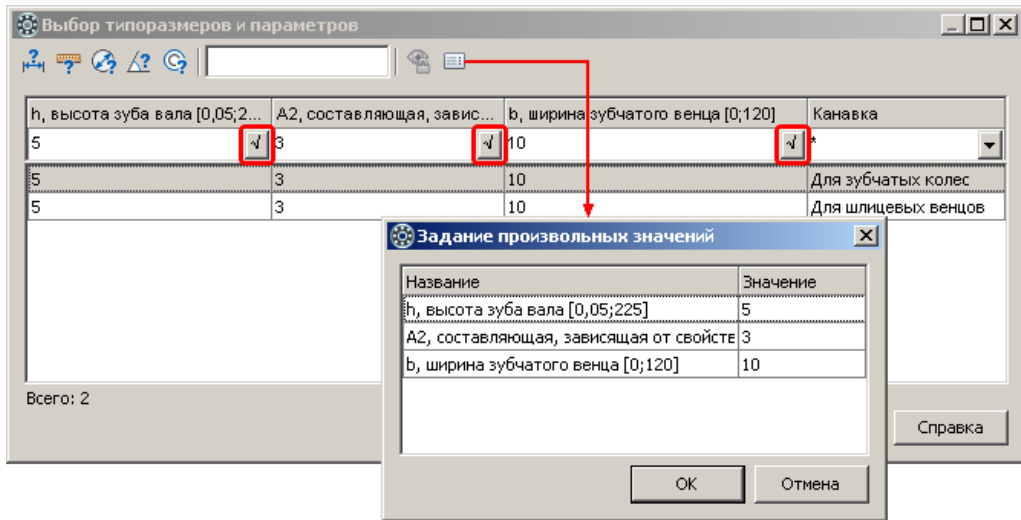 Выбор типоразмеров и параметров
h, высота зуба вала [0,05;2... A2, составляющая, завис... b, ширина зубчатого венца [0;120] Канавка
5 3 10 *
5 3 10 Для зубчатых колес
5 3 10 Для шлицевых венцов
Задание произвольных значений
Название Значение
h, высота зуба вала [0,05;225] 5
A2, составляющая, зависящая от свойств 3
b, ширина зубчатого венца [0;120] 10
Всего: 2
Справка
OK Отмена